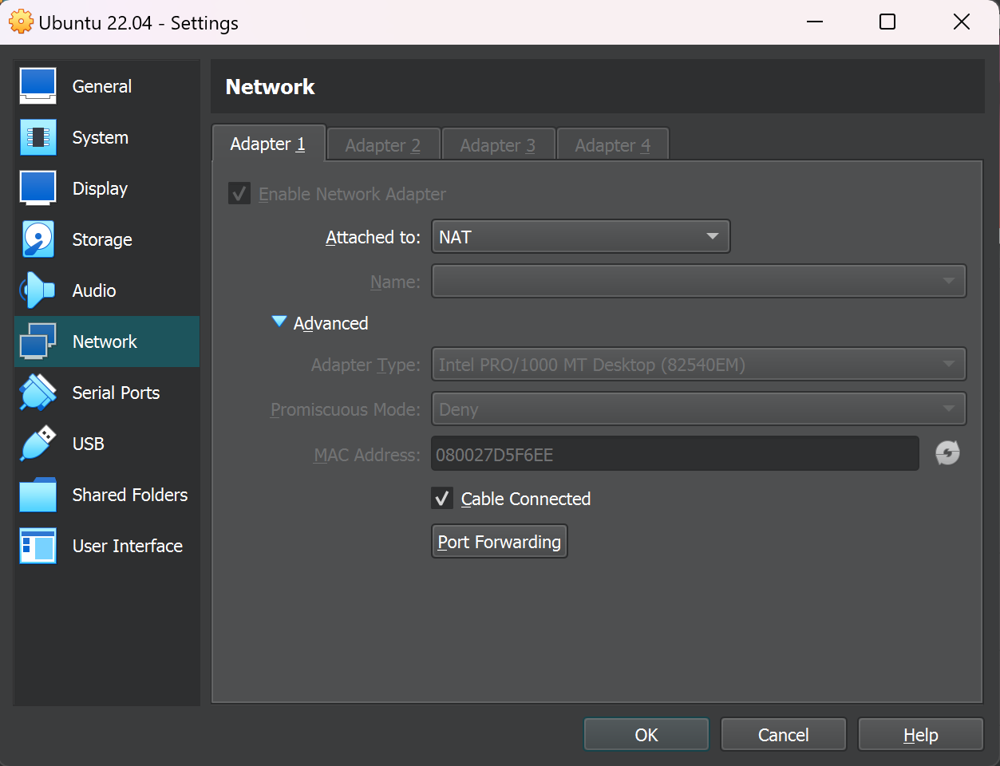 Ubuntu 22.04 - Settings
General
System
Display
Storage
Audio
Network
Serial Ports
USB
Shared Folders
User Interface
Network
Adapter 1 Adapter 2 Adapter 3 Adapter 4
Enable Network Adapter
Attached to: NAT
Name:
Advanced
Adapter Type: Intel PRO/1000 MT Desktop (82540EM)
Promiscuous Mode: Deny
MAC Address: 080027D5F6EE
Cable Connected
Port Forwarding
OK Cancel Help